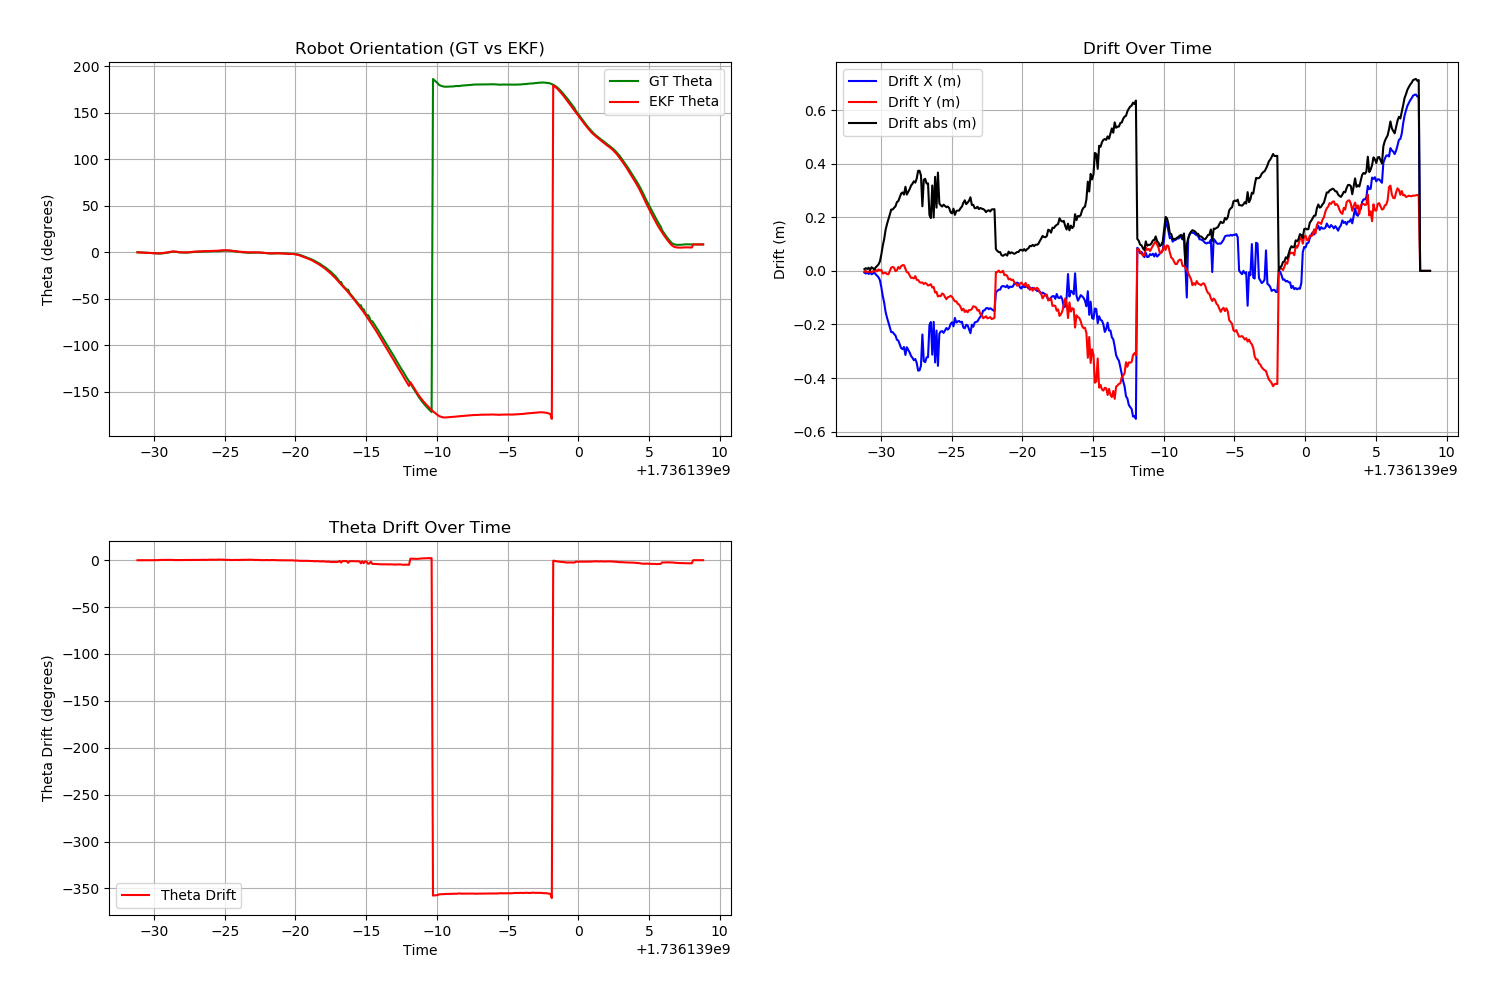 Robot Orientation (GT vs EKF)
Theta (degrees)
200
150
100
50
0
−50
−100
−150
GT Theta
EKF Theta
−30 −25 −20 −15 −10 −5 0 5 10
Time
+1.736139e9
Drift Over Time
Drift (m)
0.6
0.4
0.2
0.0
−0.2
−0.4
−0.6
Drift X (m)
Drift Y (m)
Drift abs (m)
−30 −25 −20 −15 −10 −5 0 5 10
Time
+1.736139e9
Theta Drift Over Time
Theta Drift (degrees)
0
−50
−100
−150
−200
−250
−300
−350
Theta Drift
−30 −25 −20 −15 −10 −5 0 5 10
Time
+1.736139e9